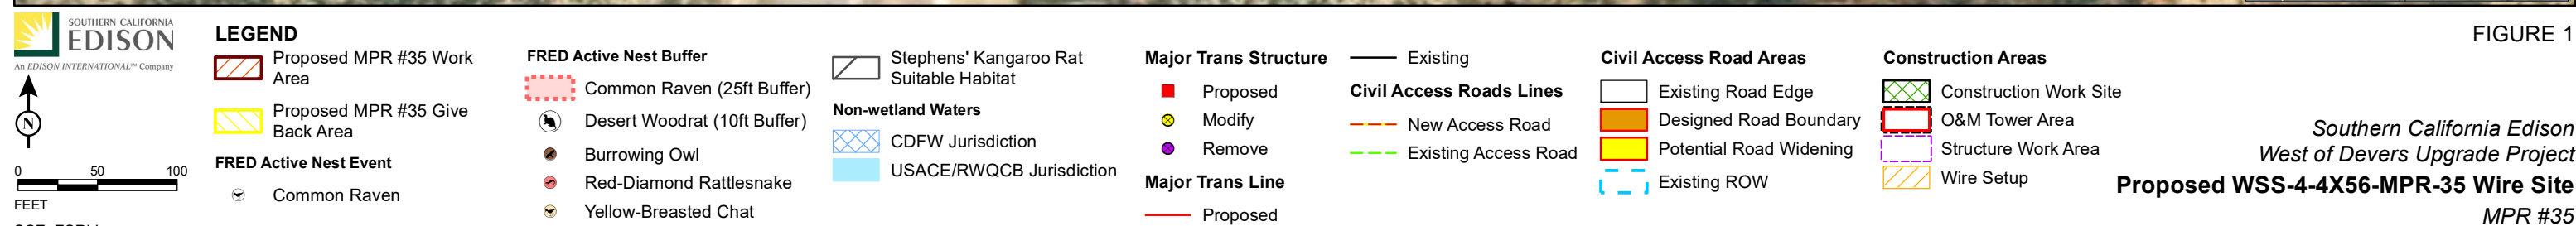 SOUTHERN CALIFORNIA
EDISON
An EDISON INTERNATIONAL℠ Company
N
0 50 100
FEET
LEGEND
Proposed MPR #35 Work
Area
Proposed MPR #35 Give
Back Area
FRED Active Nest Event
Common Raven
FRED Active Nest Buffer
Common Raven (25ft Buffer)
Desert Woodrat (10ft Buffer)
Burrowing Owl
Red-Diamond Rattlesnake
Yellow-Breasted Chat
Stephens' Kangaroo Rat
Suitable Habitat
Non-wetland Waters
CDFW Jurisdiction
USACE/RWQCB Jurisdiction
Major Trans Structure
Proposed
Modify
Remove
Major Trans Line
Proposed
Existing
Civil Access Roads Lines
New Access Road
Existing Access Road
Civil Access Road Areas
Existing Road Edge
Designed Road Boundary
Potential Road Widening
Existing ROW
Construction Areas
Construction Work Site
O&M Tower Area
Structure Work Area
Wire Setup
FIGURE 1
Southern California Edison
West of Devers Upgrade Project
Proposed WSS-4-4X56-MPR-35 Wire Site
MPR #35